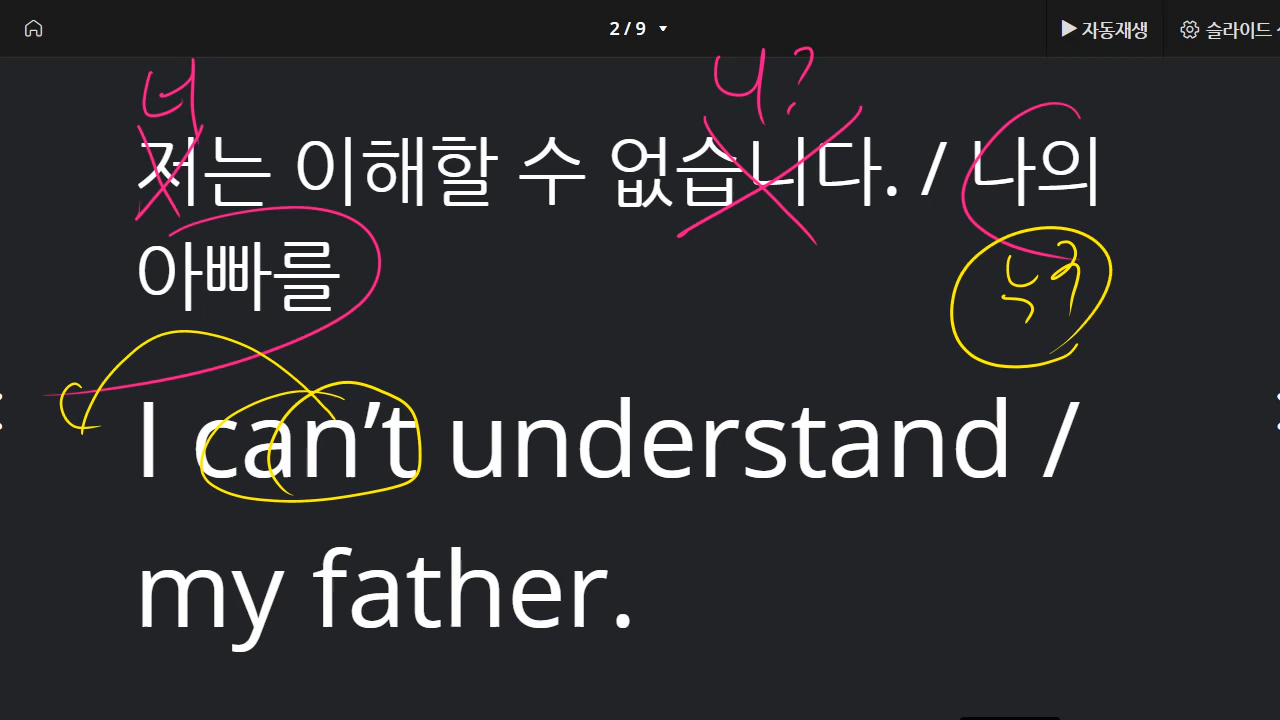 2 / 9
자동재생
슬라이드
너
니?
저는 이해할 수 없습니다. / 나의
아빠를
누구
I can't understand /
my father.